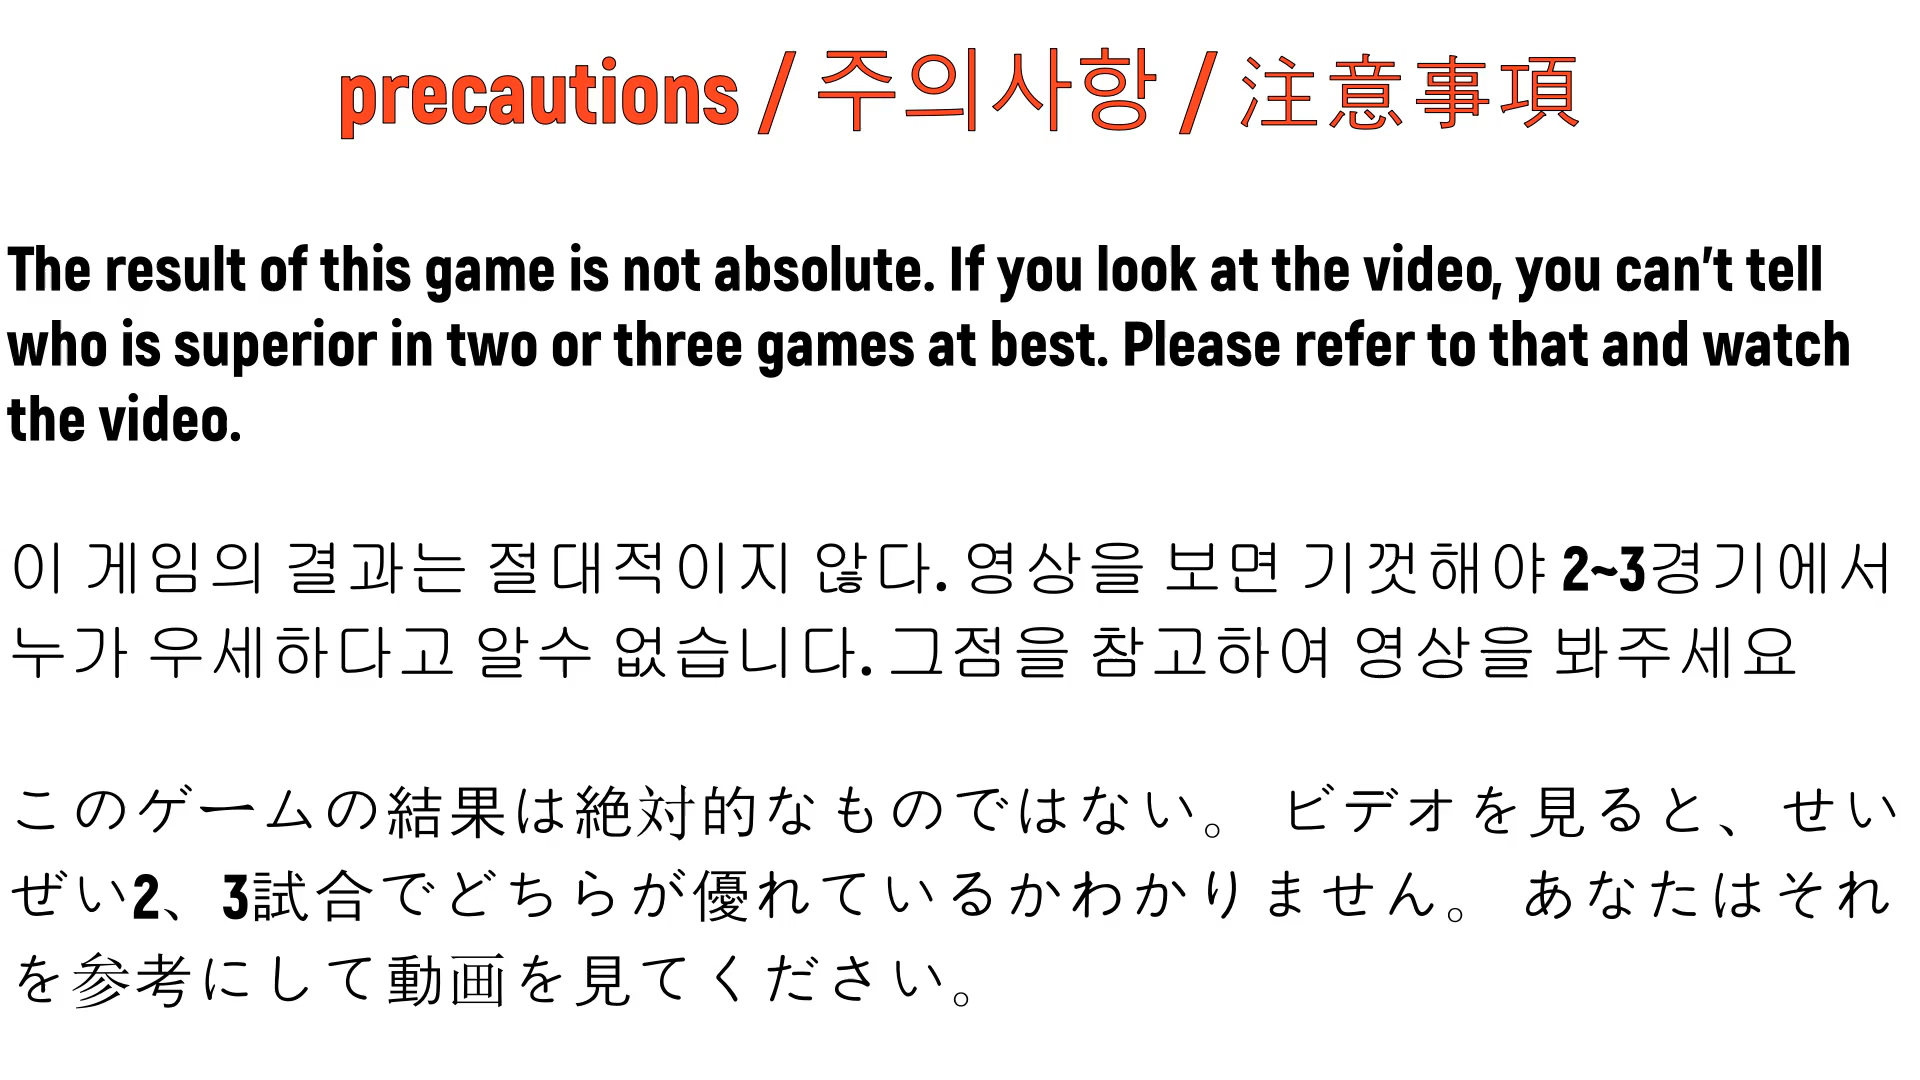 precautions / 주의사항 / 注意事項
The result of this game is not absolute. If you look at the video, you can't tell
who is superior in two or three games at best. Please refer to that and watch
the video.
이 게임의 결과는 절대적이지 않다. 영상을 보면 기껏해야 2~3경기에서
누가 우세하다고 알수 없습니다. 그점을 참고하여 영상을 봐주세요
このゲームの結果は絶対的なものではない。 ビデオを見ると、せい
ぜい2、3試合でどちらが優れているかわかりません。 あなたはそれ
を参考にして動画を見てください。